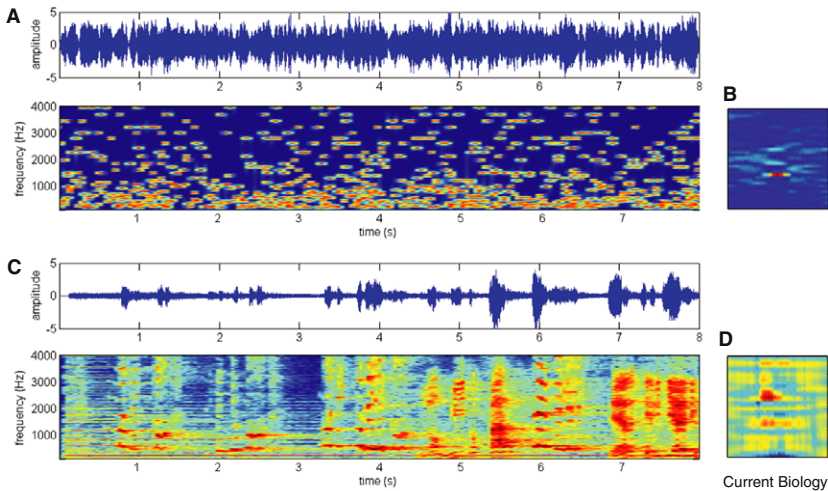 A
5
0
-5
amplitude
1 2 3 4 5 6 7 8
4000
3000
2000
1000
frequency (Hz)
1 2 3 4 5 6 7
time (s)
B
C
5
0
-5
amplitude
1 2 3 4 5 6 7 8
4000
3000
2000
1000
frequency (Hz)
1 2 3 4 5 6 7
time (s)
D
Current Biology